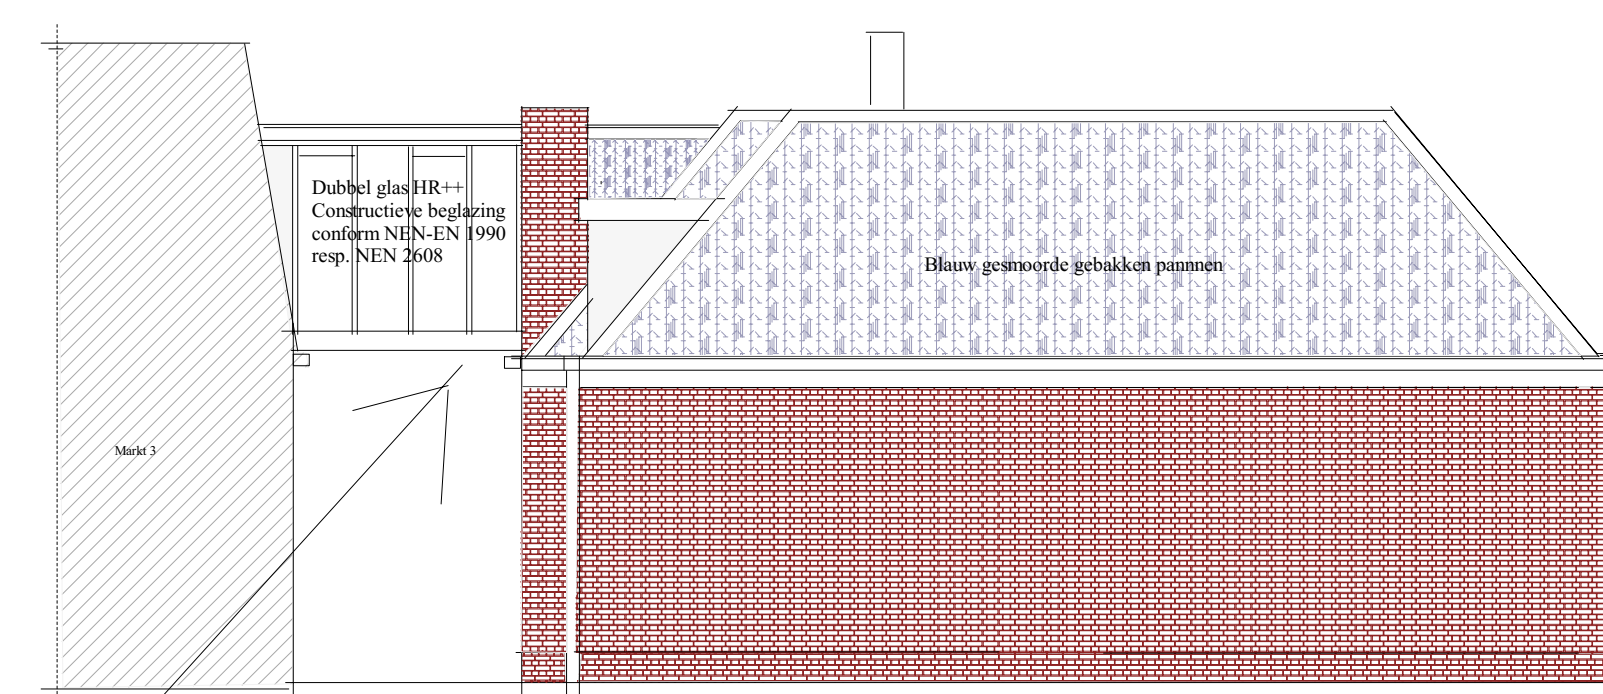 Dubbel glas HR++
Constructieve beglazing
conform NEN-EN 1990
resp. NEN 2608
Blauw gesmoorde gebakken pannnen
Markt 3